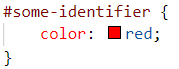 #some-identifier {
    color: red;
}